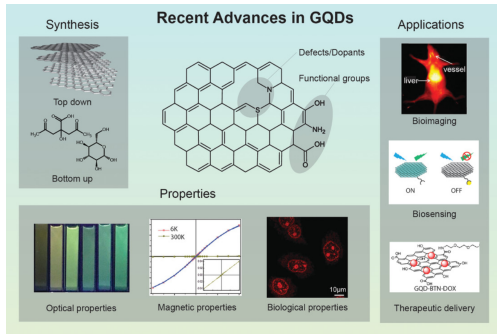 Recent Advances in GQDs
Synthesis
Top down
Bottom up
Defects/Dopants
Functional groups
N
S
OH
NH₂
O
OH
Properties
6K
300K
10μm
Optical properties
Magnetic properties
Biological properties
Applications
vessel
liver
Bioimaging
ON
OFF
Biosensing
GQD-BTN-DOX
Therapeutic delivery